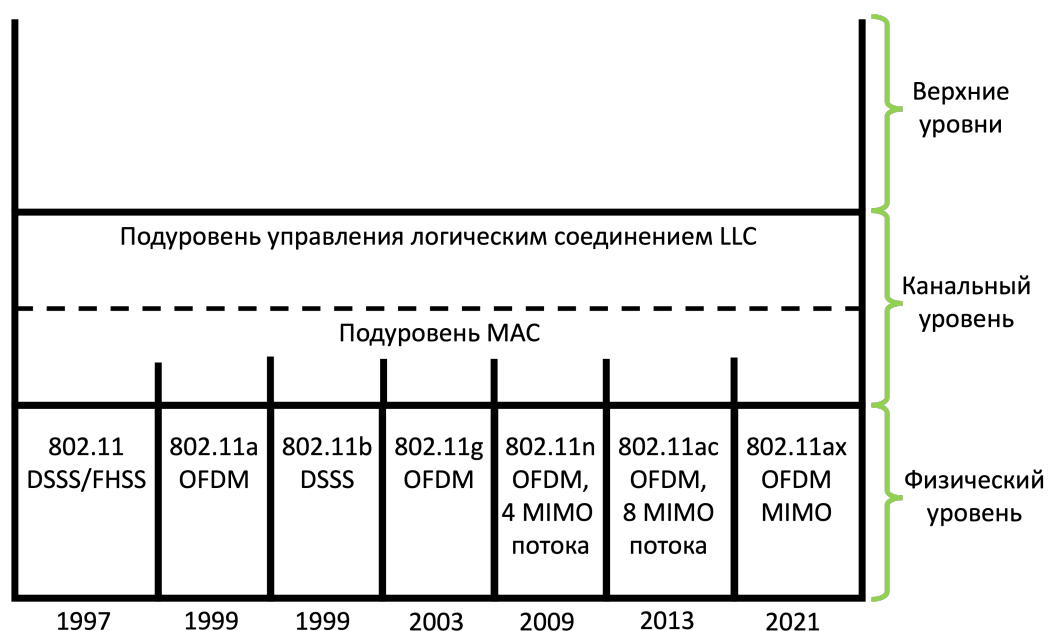 Верхние
уровни
Подуровень управления логическим соединением LLC
Канальный
уровень
Подуровень MAC
802.11
DSSS/FHSS
802.11a
OFDM
802.11b
DSSS
802.11g
OFDM
802.11n
OFDM,
4 MIMO
потока
802.11ac
OFDM,
8 MIMO
потока
802.11ax
OFDM
MIMO
Физический
уровень
1997
1999
1999
2003
2009
2013
2021